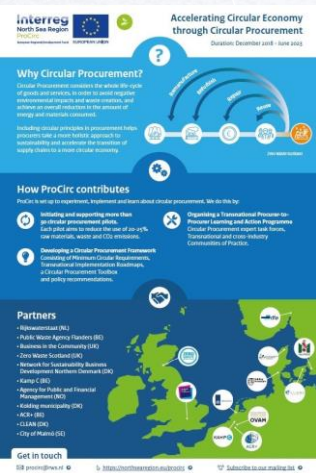 Interreg
North Sea Region
ProCirc
European Regional Development Fund
EUROPEAN UNION
Accelerating Circular Economy
through Circular Procurement
Duration: December 2018 – June 2023
?
Why Circular Procurement?
Circular Procurement considers the whole life-cycle
of goods and services, in order to avoid negative
environmental impacts and waste creation, and
achieve an overall reduction in the amount of
energy and materials consumed.
Including circular principles in procurement helps
procurers take a more holistic approach to
sustainability and accelerate the transition of
supply chains to a more circular economy.
How ProCirc contributes
ProCirc is set up to experiment, implement and learn about circular procurement. We do this by:
Initiating and supporting more than
30 circular procurement pilots.
Each pilot aims to reduce the use of 20-25%
raw materials, waste and CO2 emissions.
Developing a Circular Procurement Framework
Consisting of Minimum Circular Requirements,
Transnational Implementation Roadmaps,
a Circular Procurement Toolbox
and policy recommendations.
Organising a Transnational Procurer-to-
Procurer Learning and Action Programme
Circular Procurement expert task forces,
Transnational and cross-industry
Communities of Practice.
Partners
• Rijkswaterstaat (NL)
• Public Waste Agency Flanders (BE)
• Business in the Community (UK)
• Zero Waste Scotland (UK)
• Network for Sustainable Business
Development Northern Denmark (DK)
• Kamp C (BE)
• Agency for Public and Financial
Management (NO)
• Kolding municipality (DK)
• ACR+ (BE)
• CLEAN (DK)
• City of Malmö (SE)
dfø
OVAM
Get in touch
procirc@rws.nl
https://northsearegion.eu/procirc
Subscribe to our mailing list